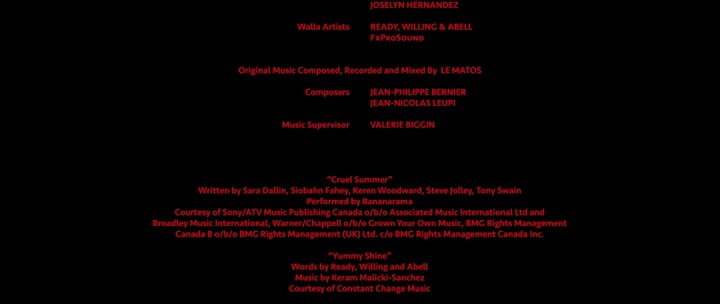 JOSELYN HERNANDEZ
Walla Artists READY, WILLING & ABELL
FxProSound
Original Music Composed, Recorded and Mixed By LE MATOS
Composers JEAN-PHILIPPE BERNIER
JEAN-NICOLAS LEUPI
Music Supervisor VALERIE BIGGIN
"Cruel Summer"
Written by Sara Dallin, Siobahn Fahey, Keren Woodward, Steve Jolley, Tony Swain
Performed by Bananarama
Courtesy of Sony/ATV Music Publishing Canada o/b/o Associated Music International Ltd and
Broadley Music International, Warner/Chappell o/b/o Grown Your Own Music, BMG Rights Management
Canada B o/b/o BMG Rights Management (UK) Ltd. c/o BMG Rights Management Canada Inc.
"Yummy Shine"
Words by Ready, Willing and Abell
Music by Keram Malicki-Sanchez
Courtesy of Constant Change Music